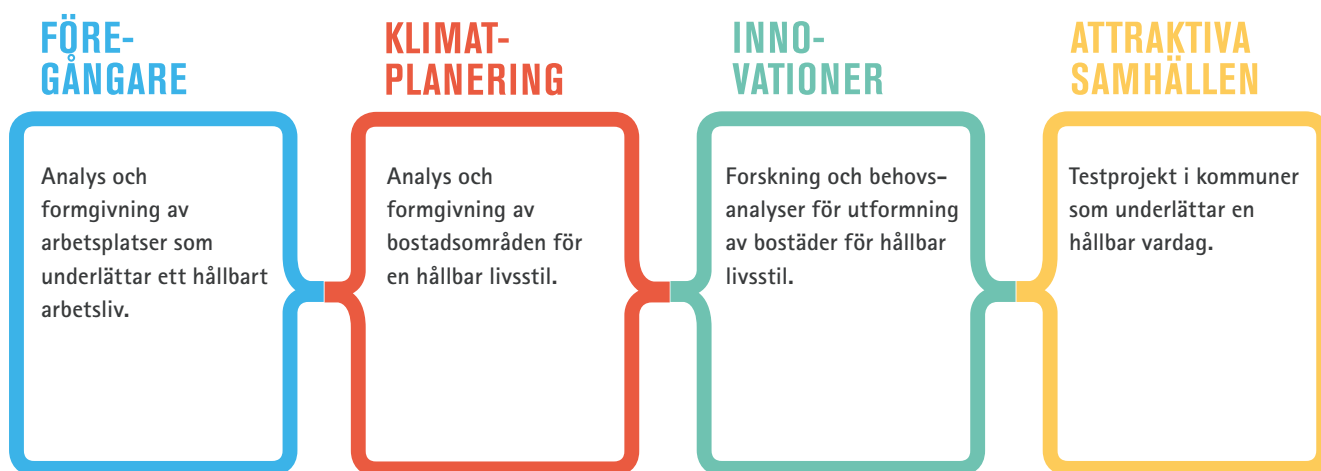 FÖRE-
GÅNGARE
Analys och
formgivning av
arbetsplatser som
underlättar ett hållbart
arbetsliv.
KLIMAT-
PLANERING
Analys och
formgivning av
bostadsområden för
en hållbar livsstil.
INNO-
VATIONER
Forskning och behovs-
analyser för utformning
av bostäder för hållbar
livsstil.
ATTRAKTIVA
SAMHÄLLEN
Testprojekt i kommuner
som underlättar en
hållbar vardag.